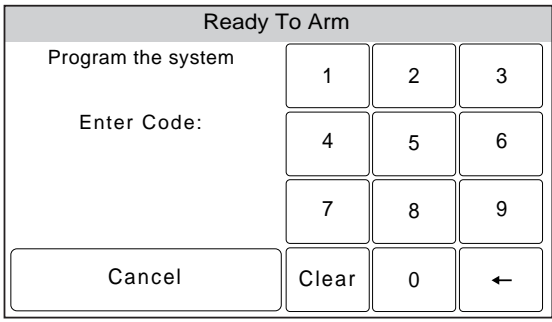 Ready To Arm
Program the system
1 2 3
Enter Code:
4 5 6
7 8 9
Cancel Clear 0 ←